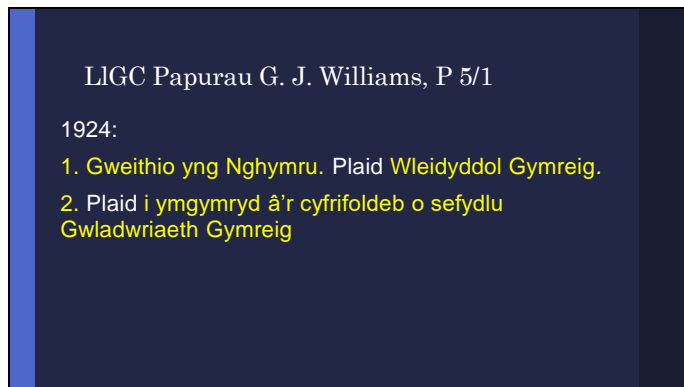 LlGC Papurau G. J. Williams, P 5/1
1924:
1. Gweithio yng Nghymru. Plaid Wleidyddol Gymreig.
2. Plaid i ymgymryd â’r cyfrifoldeb o sefydlu
Gwladwriaeth Gymreig